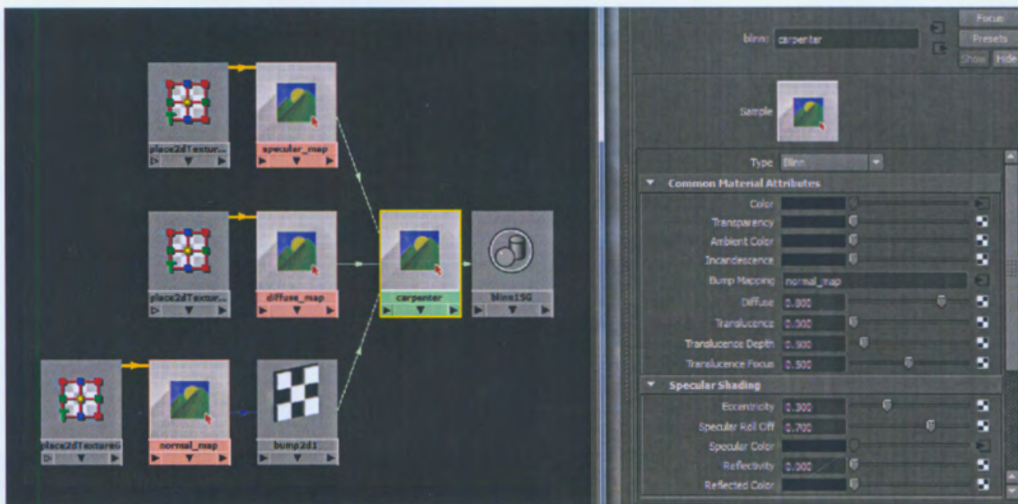 place2dTextur...
specular_map
place2dTextur...
diffuse_map
carpenter
blinn1SG
place2dTexture6
normal_map
bump2d1
blinn:
carpenter
Focus
Presets
Show
Hide
Sample
Type
Blinn
Common Material Attributes
Color
Transparency
Ambient Color
Incandescence
Bump Mapping
normal_map
Diffuse
0.800
Translucence
0.000
Translucence Depth
0.500
Translucence Focus
0.500
Specular Shading
Eccentricity
0.300
Specular Roll Off
0.700
Specular Color
Reflectivity
0.000
Reflected Color